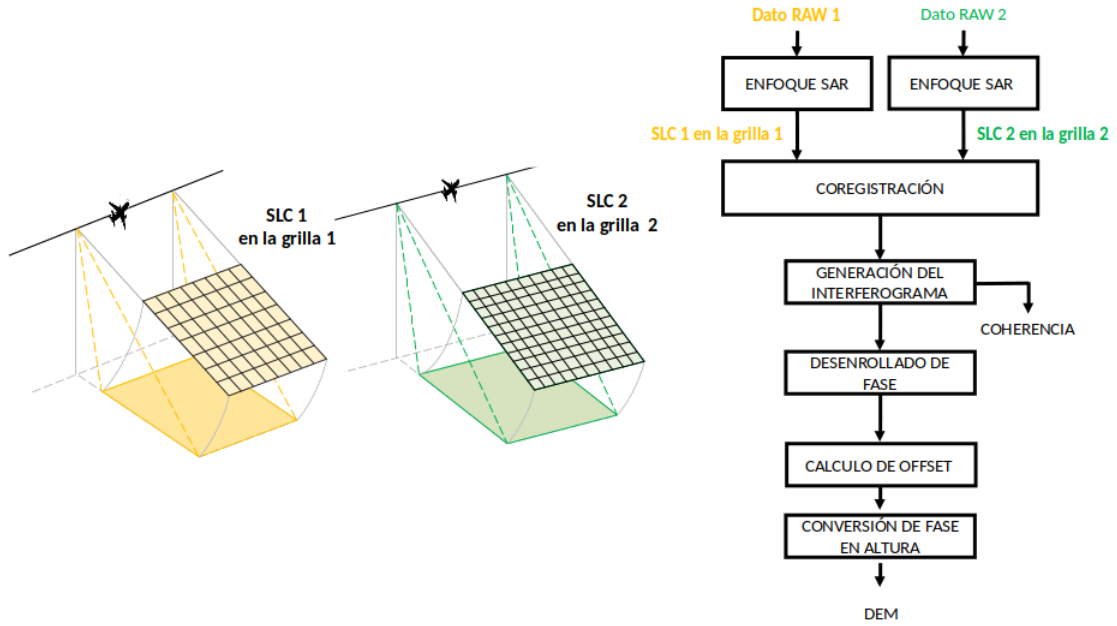 SLC 1
en la grilla 1
SLC 2
en la grilla 2
Dato RAW 1
Dato RAW 2
ENFOQUE SAR
ENFOQUE SAR
SLC 1 en la grilla 1
SLC 2 en la grilla 2
COREGISTRACIÓN
GENERACIÓN DEL
INTERFEROGRAMA
COHERENCIA
DESENROLLADO DE
FASE
CALCULO DE OFFSET
CONVERSIÓN DE FASE
EN ALTURA
DEM